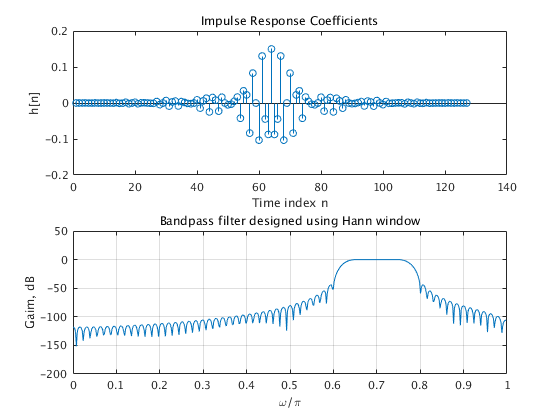 Impulse Response Coefficients
0.2
0.1
0
-0.1
-0.2
h[n]
0 20 40 60 80 100 120 140
Time index n
Bandpass filter designed using Hann window
50
0
-50
-100
-150
-200
Gaim, dB
0 0.1 0.2 0.3 0.4 0.5 0.6 0.7 0.8 0.9 1
ω/π